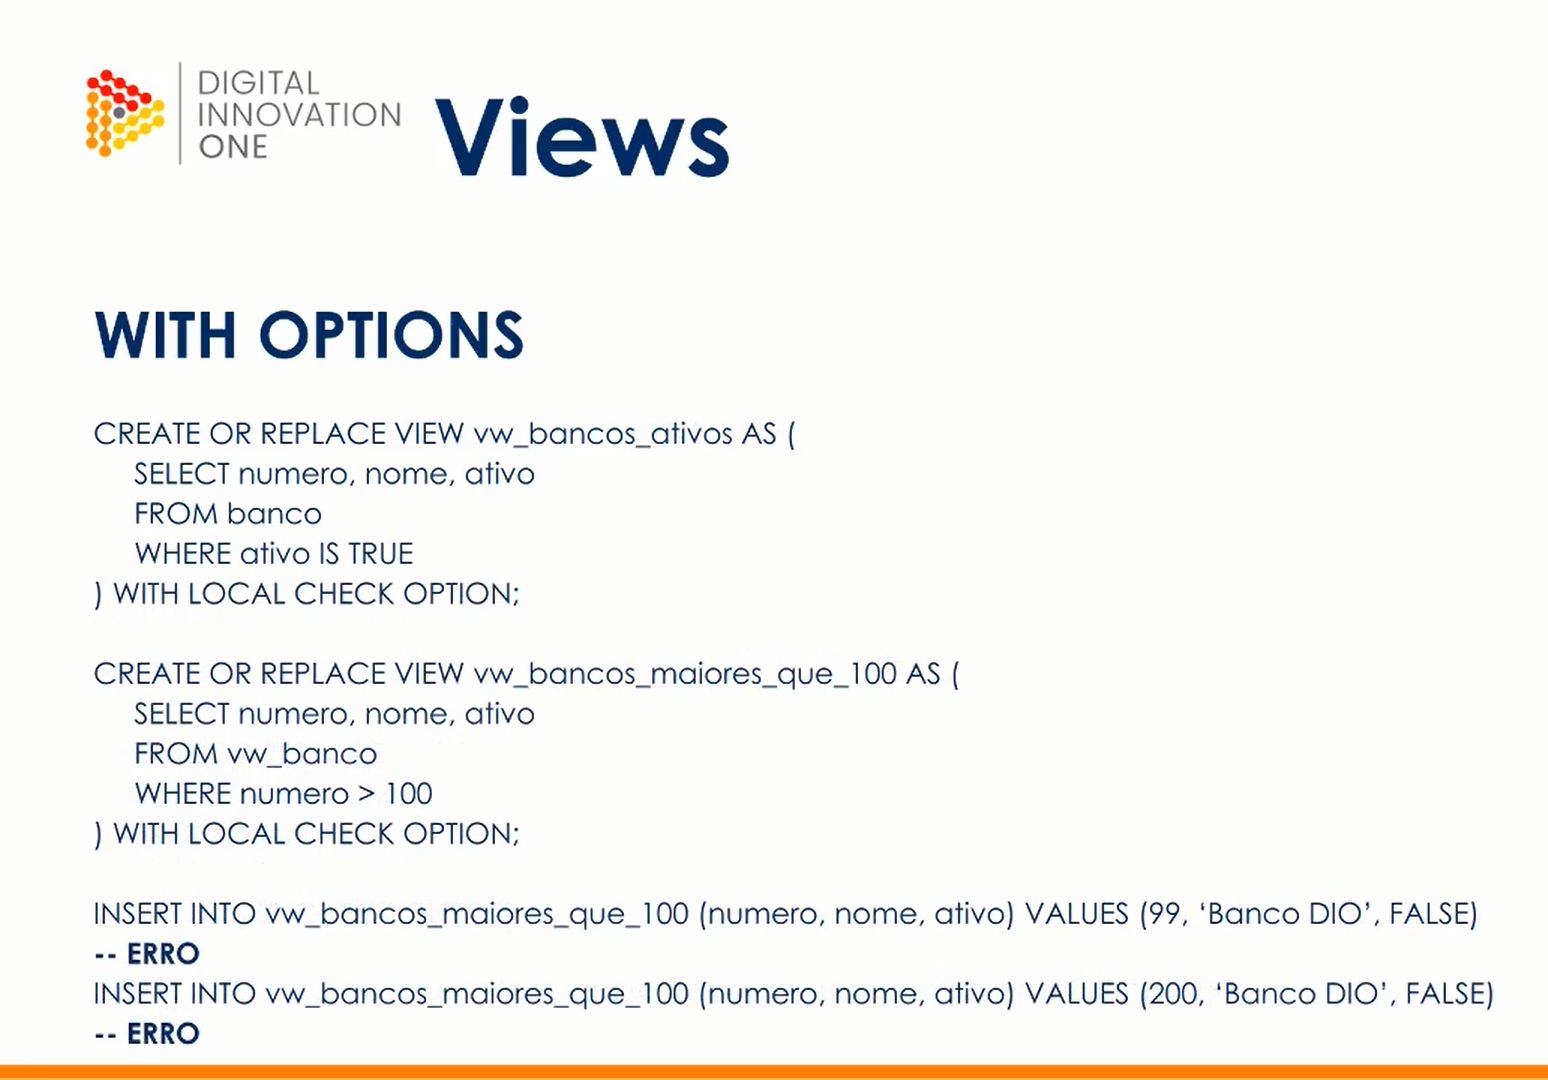 DIGITAL
INNOVATION
ONE
Views
WITH OPTIONS
CREATE OR REPLACE VIEW vw_bancos_ativos AS (
SELECT numero, nome, ativo
FROM banco
WHERE ativo IS TRUE
) WITH LOCAL CHECK OPTION;
CREATE OR REPLACE VIEW vw_bancos_maiores_que_100 AS (
SELECT numero, nome, ativo
FROM vw_banco
WHERE numero > 100
) WITH LOCAL CHECK OPTION;
INSERT INTO vw_bancos_maiores_que_100 (numero, nome, ativo) VALUES (99, ‘Banco DIO’, FALSE)
-- ERRO
INSERT INTO vw_bancos_maiores_que_100 (numero, nome, ativo) VALUES (200, ‘Banco DIO’, FALSE)
-- ERRO